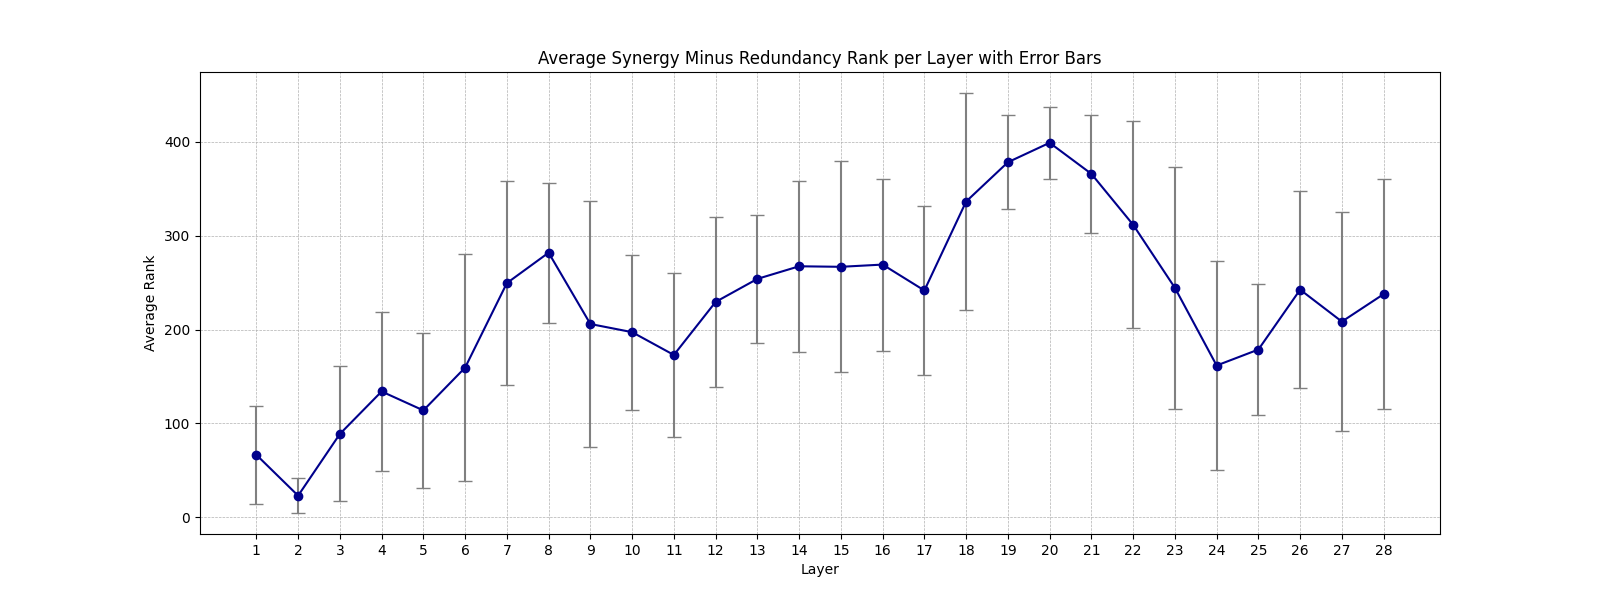 Average Synergy Minus Redundancy Rank per Layer with Error Bars
Average Rank
400
300
200
100
0
1 2 3 4 5 6 7 8 9 10 11 12 13 14 15 16 17 18 19 20 21 22 23 24 25 26 27 28
Layer